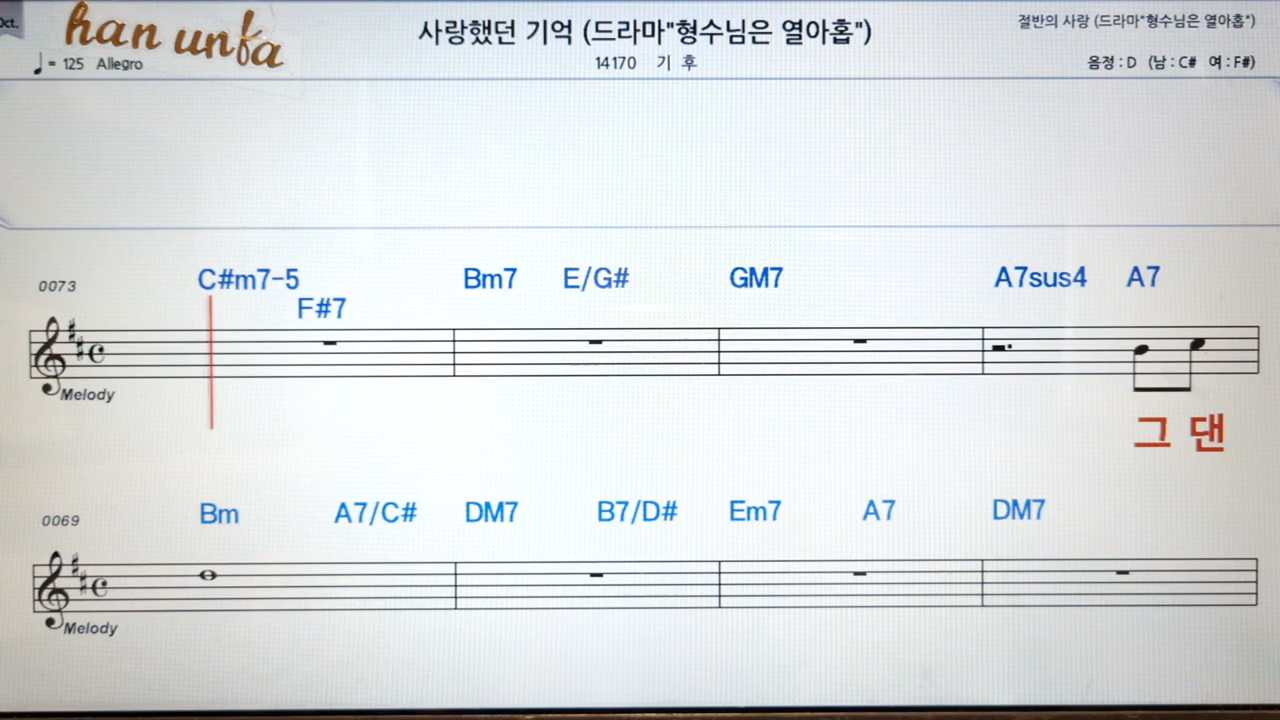 Oct.
han unfa
♩= 125 Allegro
사랑했던 기억 (드라마"형수님은 열아홉")
14170 기 후
절반의 사랑 (드라마"형수님은 열아홉")
음정 : D (남 : C# 여 : F#)
0073
C#m7-5 F#7 Bm7 E/G# GM7 A7sus4 A7
Melody
그 댄
0069
Bm A7/C# DM7 B7/D# Em7 A7 DM7
Melody